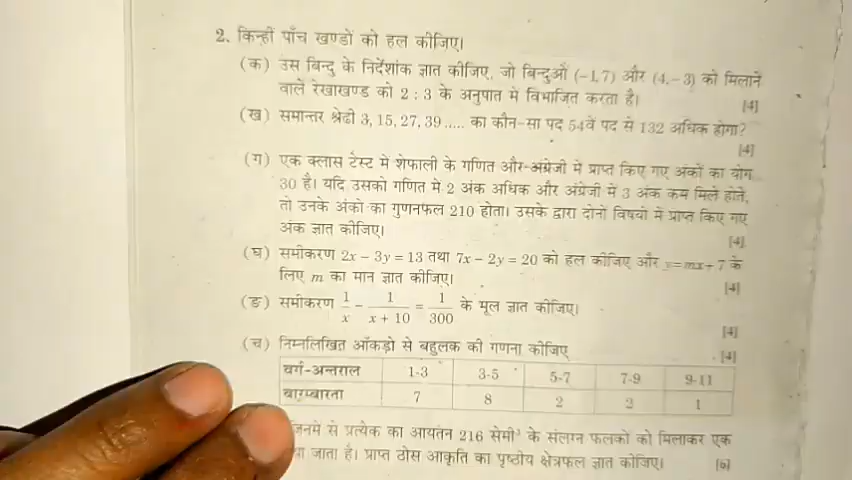 2. किन्हीं पाँच खण्डों को हल कीजिए।
(क) उस बिन्दु के निर्देशांक ज्ञात कीजिए, जो बिन्दुओं (–1,7) और (4,–3) को मिलाने
वाले रेखाखण्ड को 2 : 3 के अनुपात में विभाजित करता है। [4]
(ख) समान्तर श्रेढी 3, 15, 27, 39 ..... का कौन-सा पद 54वें पद से 132 अधिक होगा?
[4]
(ग) एक क्लास टेस्ट में शेफाली के गणित और अंग्रेजी में प्राप्त किए गए अंकों का योग
30 है। यदि उसको गणित में 2 अंक अधिक और अंग्रेजी में 3 अंक कम मिले होते,
तो उनके अंको का गुणनफल 210 होता। उसके द्वारा दोनों विषयों में प्राप्त किए गए
अंक ज्ञात कीजिए। [4]
(घ) समीकरण 2x – 3y = 13 तथा 7x – 2y = 20 को हल कीजिए और y=mx+7 के
लिए m का मान ज्ञात कीजिए। [4]
(ङ) समीकरण 1/x – 1/(x + 10) = 1/300 के मूल ज्ञात कीजिए।
[4]
(च) निम्नलिखित आँकड़ो से बहुलक की गणना कीजिए [4]
वर्ग-अन्तराल 1-3 3-5 5-7 7-9 9-11
बारम्बारता 7 8 2 2 1
जिनमे से प्रत्येक का आयतन 216 सेमी³ के संलग्न फलकों को मिलाकर एक
जाता है। प्राप्त ठोस आकृति का पृष्ठीय क्षेत्रफल ज्ञात कीजिए। [6]